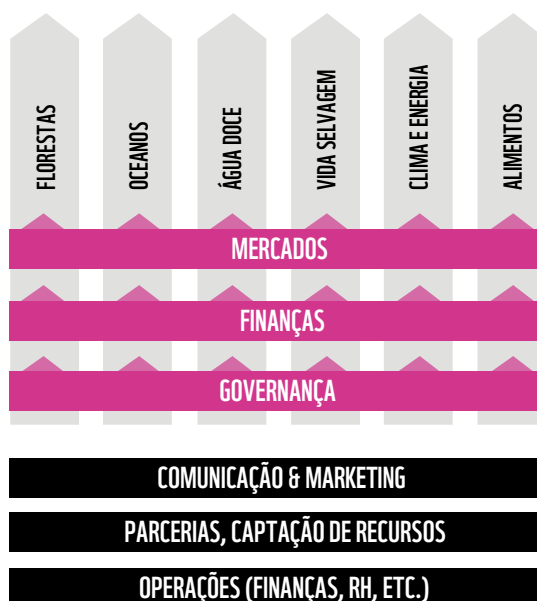 FLORESTAS
OCEANOS
ÁGUA DOCE
VIDA SELVAGEM
CLIMA E ENERGIA
ALIMENTOS
MERCADOS
FINANÇAS
GOVERNANÇA
COMUNICAÇÃO & MARKETING
PARCERIAS, CAPTAÇÃO DE RECURSOS
OPERAÇÕES (FINANÇAS, RH, ETC.)